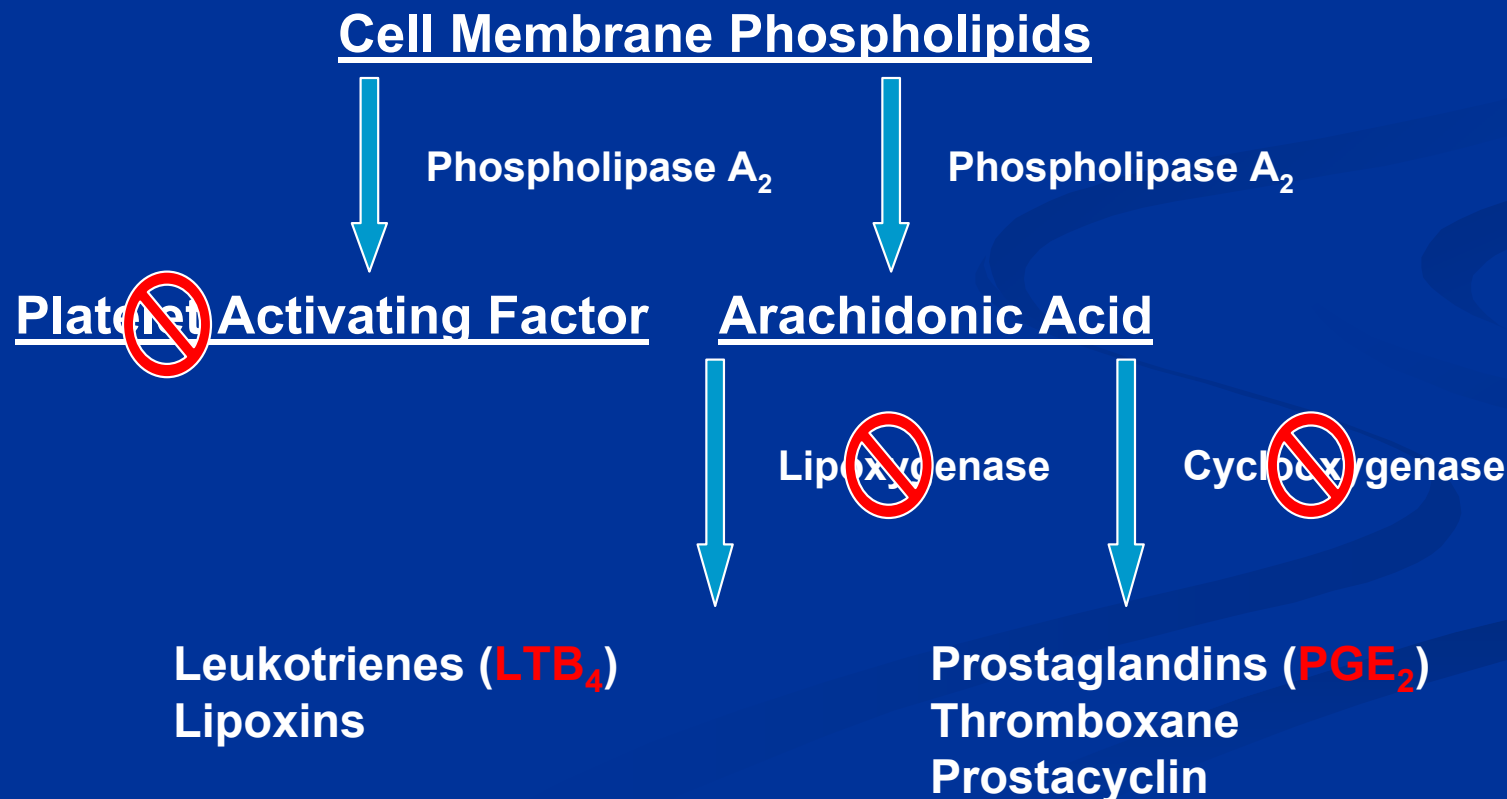 Cell Membrane Phospholipids
Phospholipase A₂
Phospholipase A₂
Platelet Activating Factor
Arachidonic Acid
Lipoxygenase
Cyclooxygenase
Leukotrienes (LTB₄)
Lipoxins
Prostaglandins (PGE₂)
Thromboxane
Prostacyclin